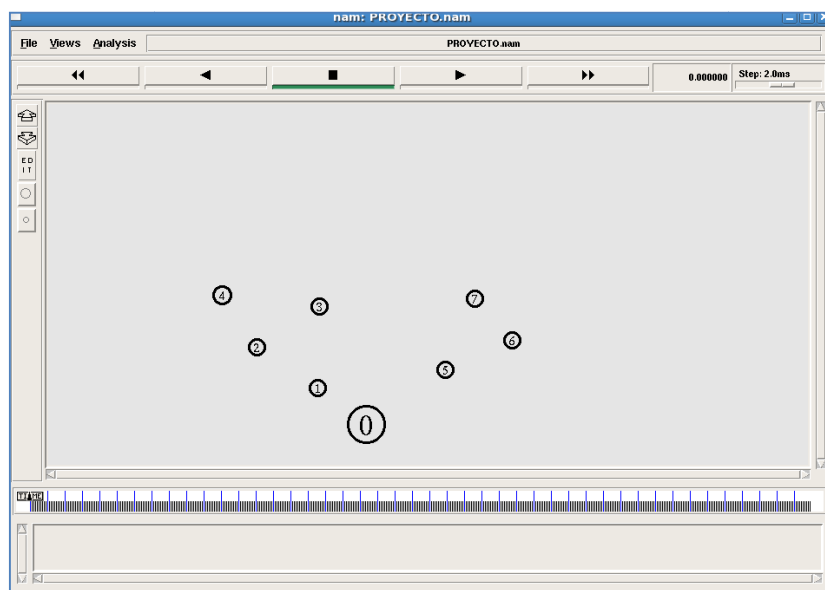 nam: PROYECTO.nam
File Views Analysis PROYECTO.nam
0.000000 Step: 2.0ms
ED
IT
4
3
7
2
6
5
1
0
TIME